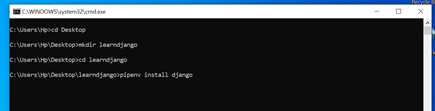 Recycle B
C:\WINDOWS\system32\cmd.exe
C:\Users\Hp>cd Desktop
C:\Users\Hp\Desktop>mkdir learndjango
C:\Users\Hp\Desktop>cd learndjango
C:\Users\Hp\Desktop\learndjango>pipenv install django